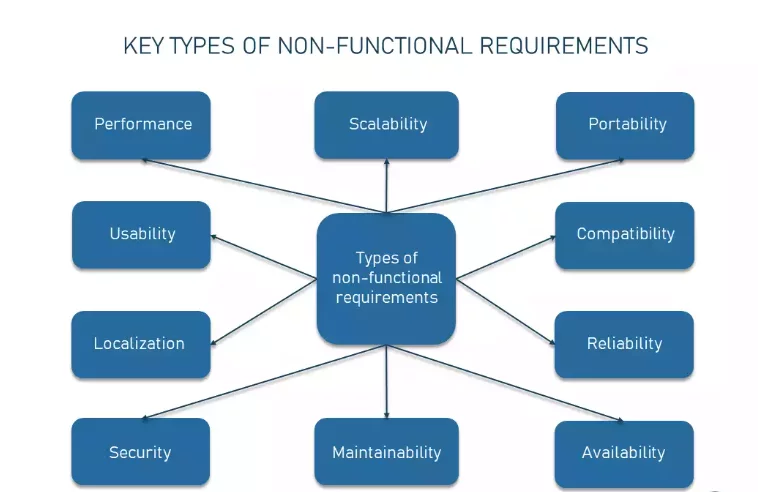 KEY TYPES OF NON-FUNCTIONAL REQUIREMENTS
Performance
Scalability
Portability
Usability
Types of
non-functional
requirements
Compatibility
Localization
Reliability
Security
Maintainability
Availability